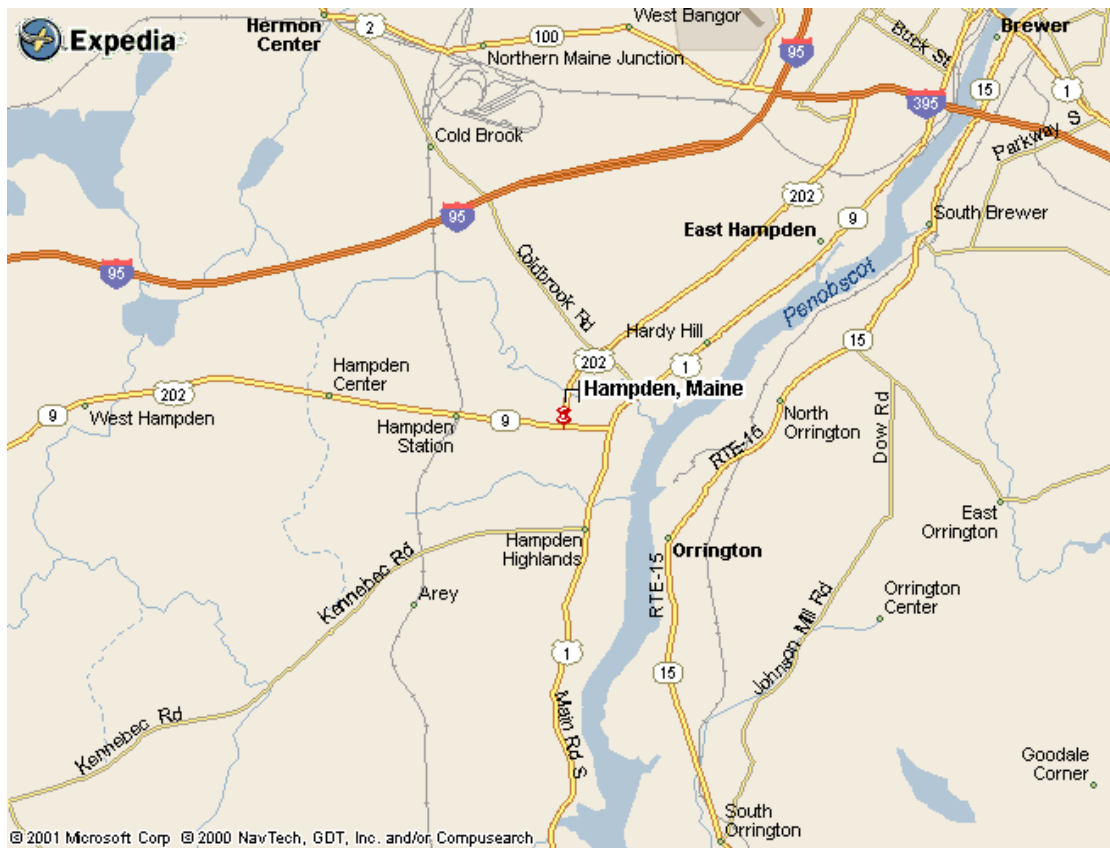 Expedia
Hermon
Center
2
100
West Bangor
Northern Maine Junction
95
Buck St
Brewer
1
15
395
Parkway S
Cold Brook
95
202
9
South Brewer
East Hampden
95
Coldbrook Rd
Penobscot
Hardy Hill
15
202
1
Hampden
Center
202
Hampden, Maine
9
West Hampden
Hampden
Station
9
North
Orrington
Dow Rd
RTE-16
East
Orrington
Hampden
Highlands
Orrington
Kennebec Rd
Arey
RTE-15
Orrington
Center
1
15
Johnson Mill Rd
Main Rd S
Kennebec Rd
Goodale
Corner
South
Orrington
© 2001 Microsoft Corp © 2000 NavTech, GDT, Inc. and/or Compusearch